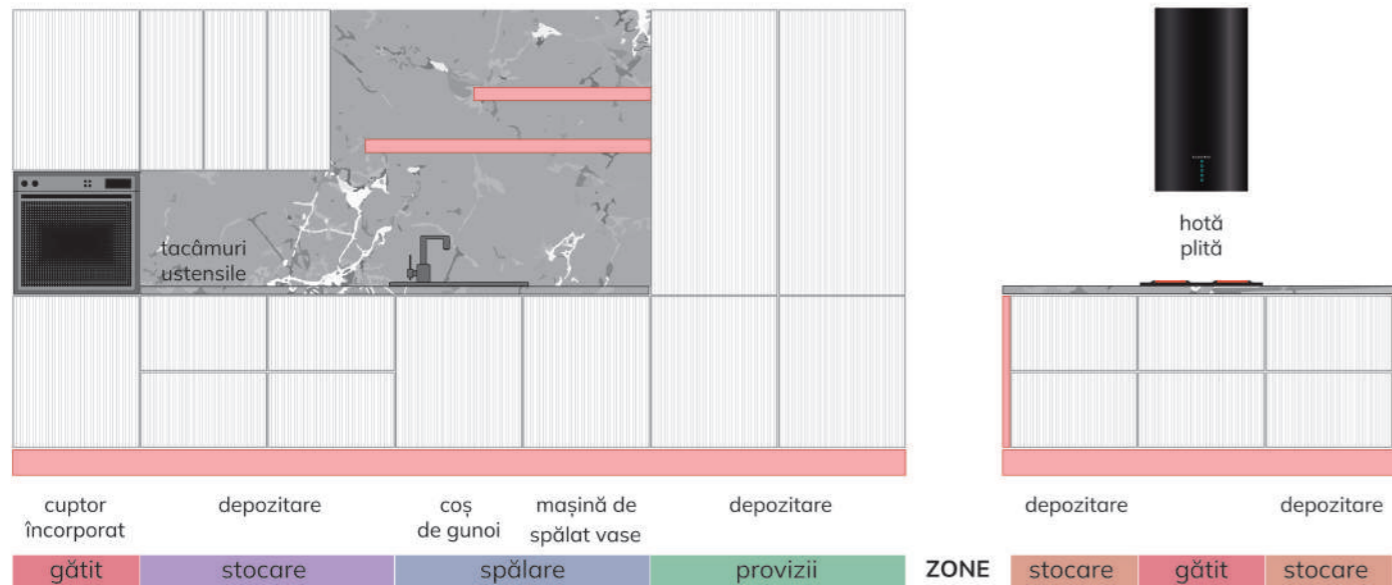 tacâmuri
ustensile
hotă
plită
cuptor
încorporat
depozitare
coș
de gunoi
mașină de
spălat vase
depozitare
depozitare
depozitare
gătit
stocare
spălare
provizii
ZONE
stocare
gătit
stocare